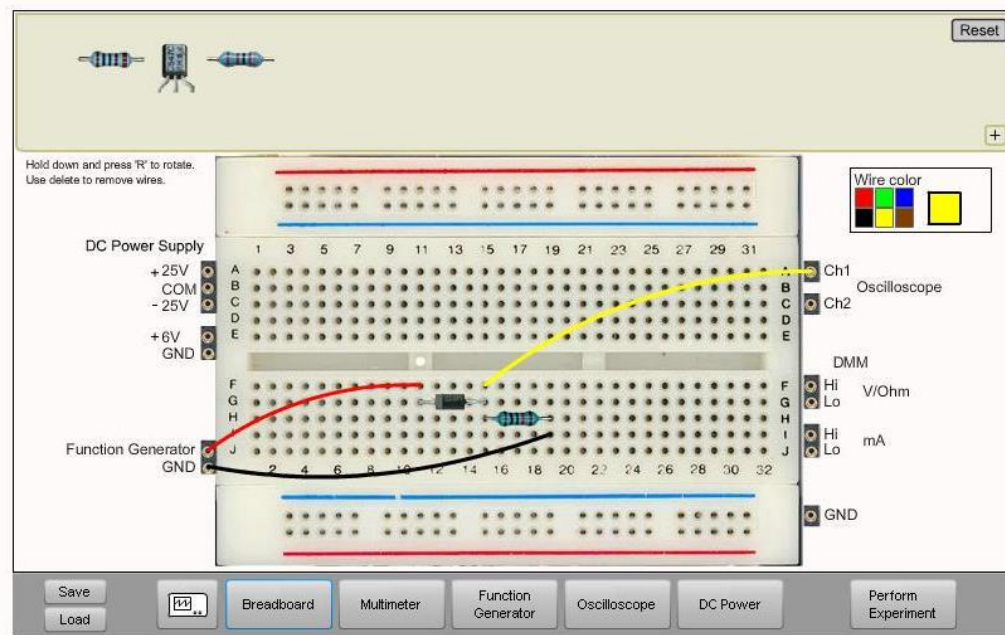 Reset
+
Hold down and press 'R' to rotate.
Use delete to remove wires.
Wire color
DC Power Supply
1 3 5 7 9 11 13 15 17 19 21 23 25 27 29 31
+ 25V
COM
- 25V
+6V
GND
A
B
C
D
E
A
B
C
D
E
Ch1
Oscilloscope
Ch2
DMM
F
G
H
I
J
F
G
H
I
J
Hi
V/Ohm
Lo
Hi
mA
Lo
Function Generator
GND
2 4 6 8 10 12 14 16 18 20 22 24 26 28 30 32
GND
Save
Load
Breadboard
Multimeter
Function
Generator
Oscilloscope
DC Power
Perform
Experiment